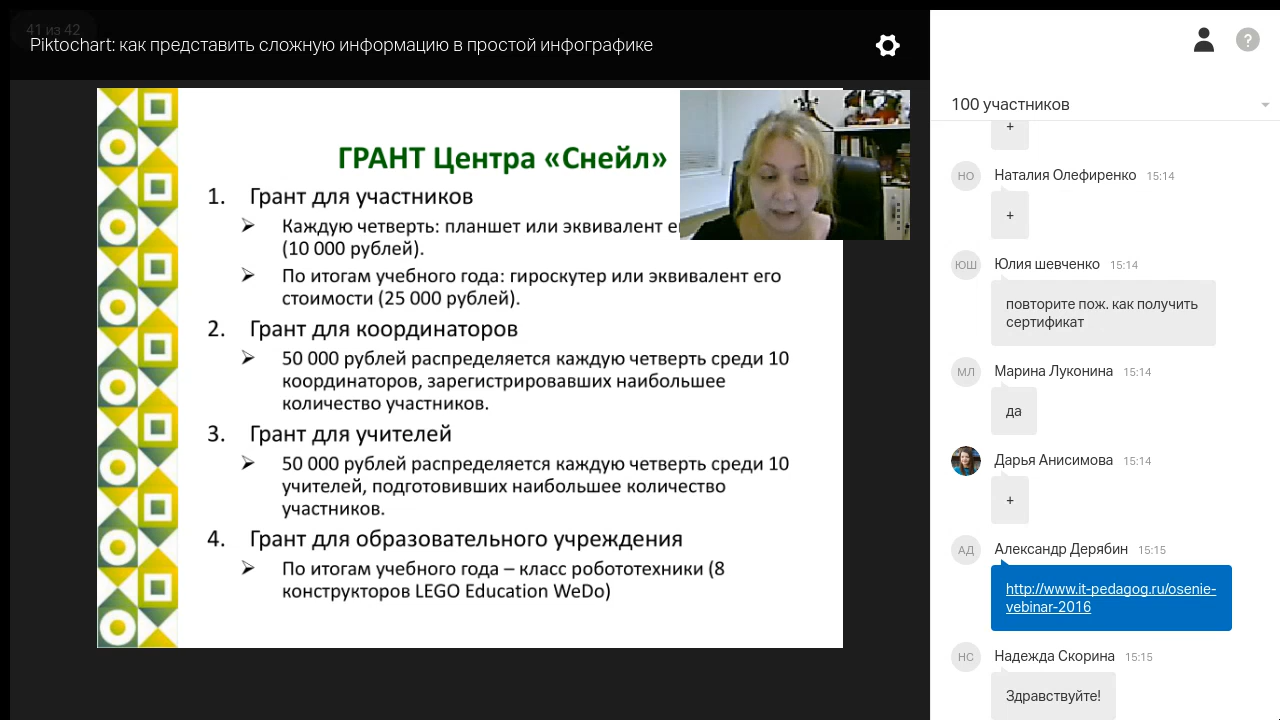 41 из 42
Piktochart: как представить сложную информацию в простой инфографике
ГРАНТ Центра «Снейл»
1. Грант для участников
Каждую четверть: планшет или эквивалент
(10 000 рублей).
По итогам учебного года: гироскутер или эквивалент его
стоимости (25 000 рублей).
2. Грант для координаторов
50 000 рублей распределяется каждую четверть среди 10
координаторов, зарегистрировавших наибольшее
количество участников.
3. Грант для учителей
50 000 рублей распределяется каждую четверть среди 10
учителей, подготовивших наибольшее количество
участников.
4. Грант для образовательного учреждения
По итогам учебного года – класс робототехники (8
конструкторов LEGO Education WeDo)
?
100 участников
+
НО Наталия Олефиренко 15:14
+
ЮШ Юлия шевченко 15:14
повторите пож. как получить
сертификат
МЛ Марина Луконина 15:14
да
Дарья Анисимова 15:14
+
АД Александр Дерябин 15:15
http://www.it-pedagog.ru/osenie-
vebinar-2016
НС Надежда Скорина 15:15
Здравствуйте!